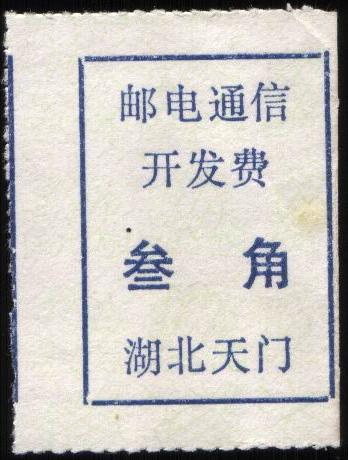 邮电通信
开发费
叁 角
湖北天门